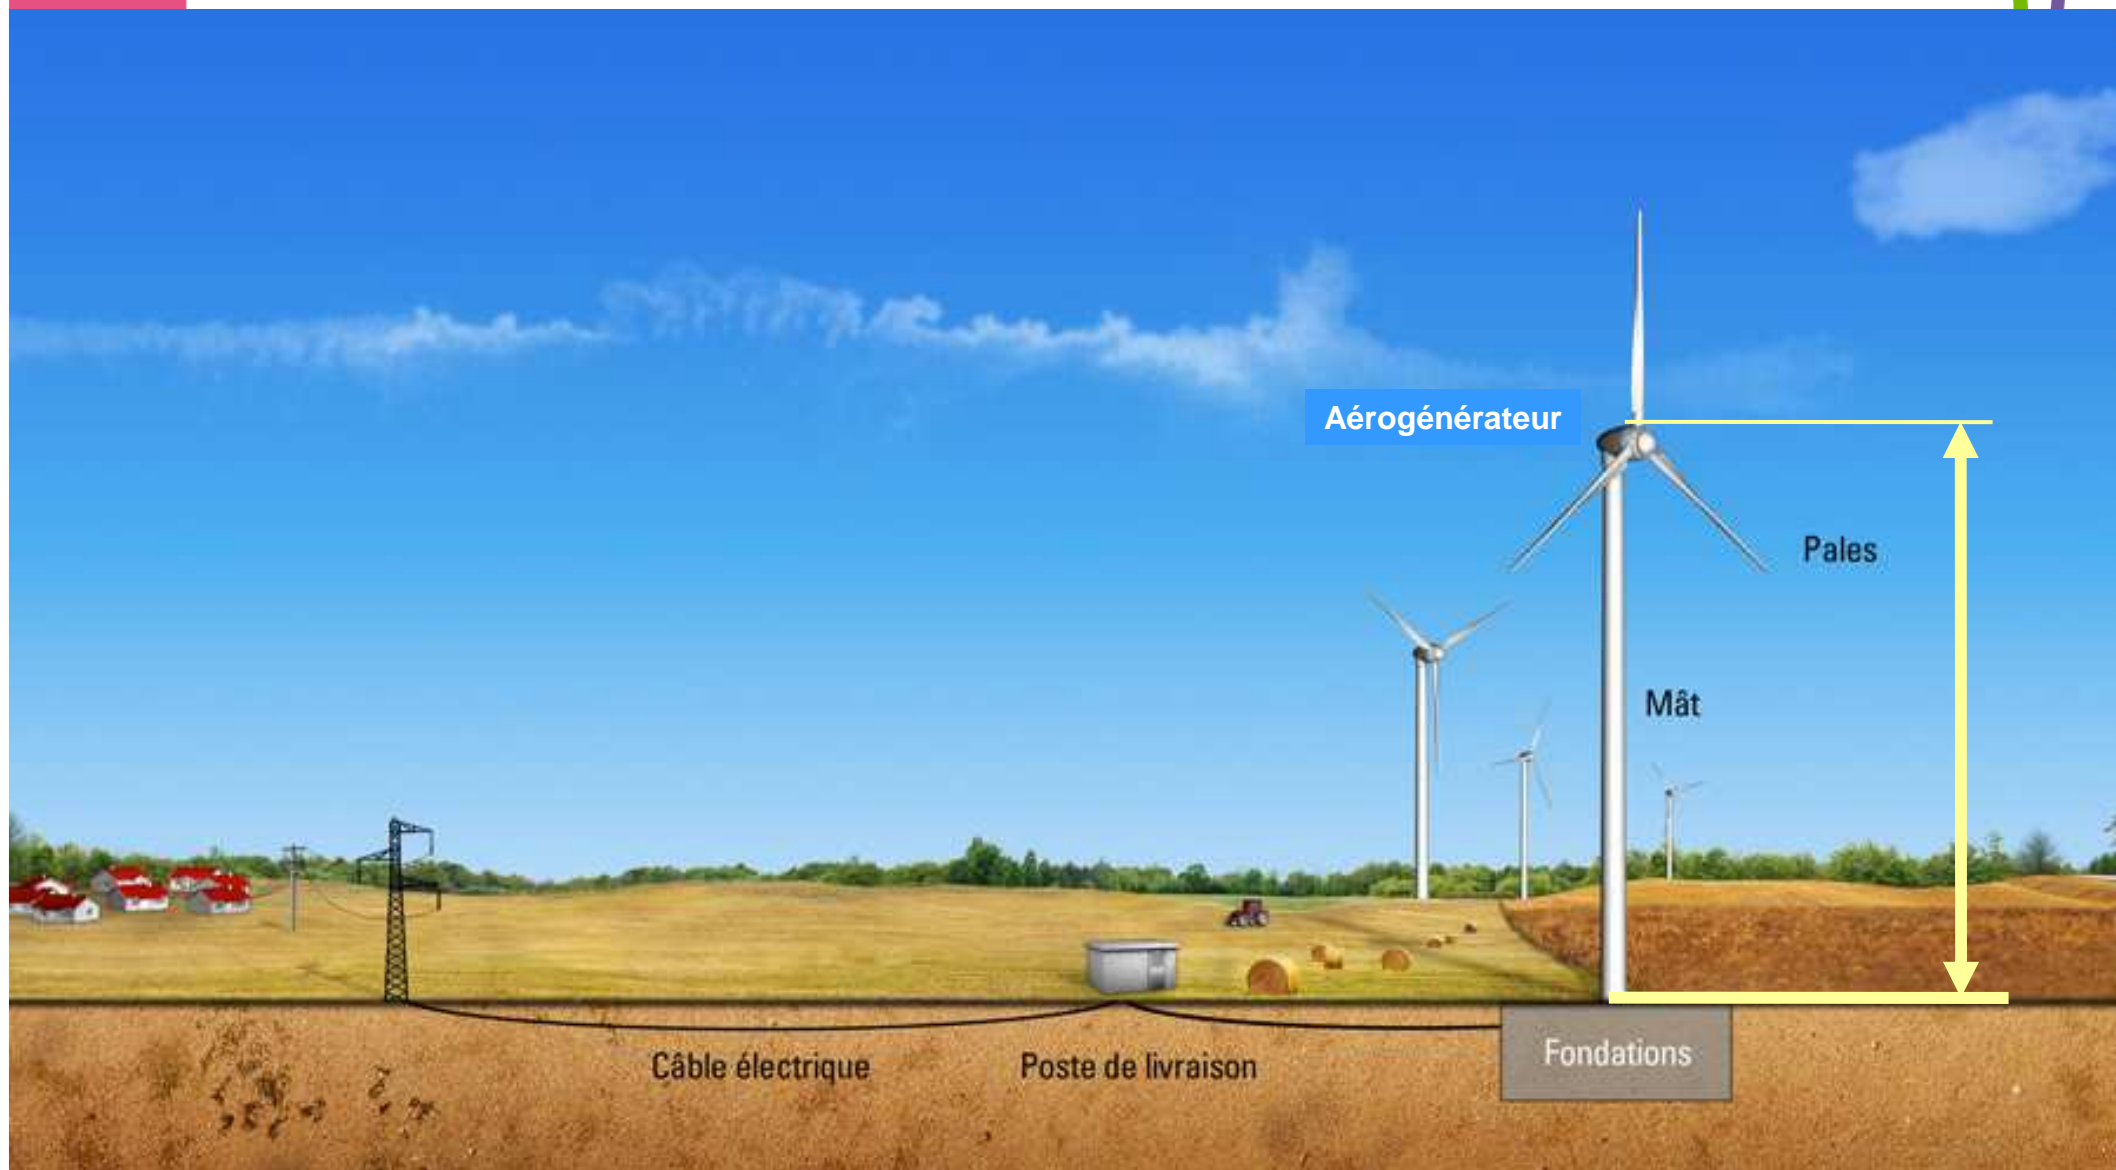 Aérogénérateur
Pales
Mât
Câble électrique
Poste de livraison
Fondations